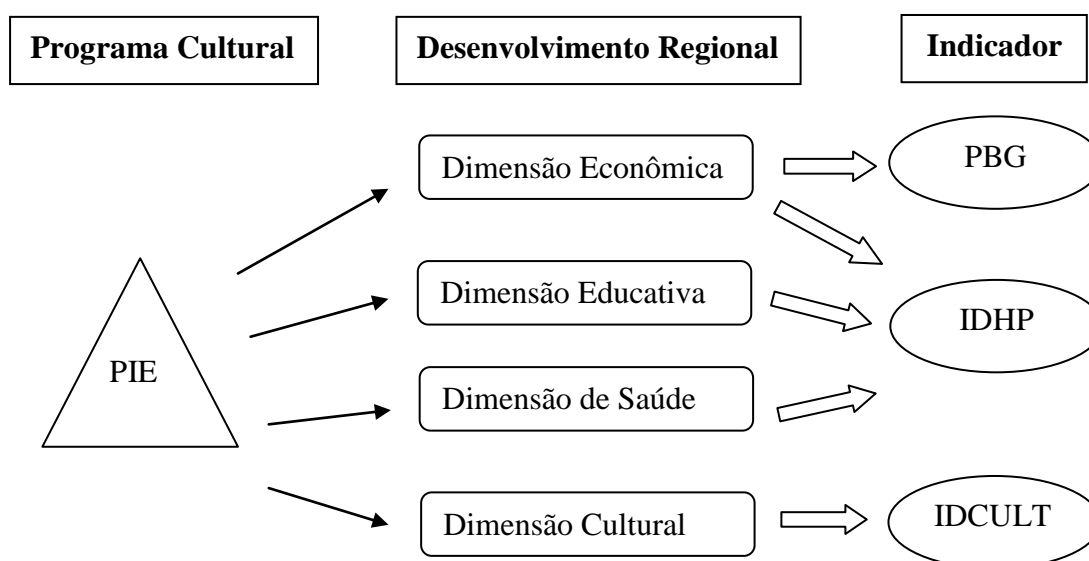 Programa Cultural
Desenvolvimento Regional
Indicador
Dimensão Econômica
PBG
Dimensão Educativa
IDHP
PIE
Dimensão de Saúde
Dimensão Cultural
IDCULT